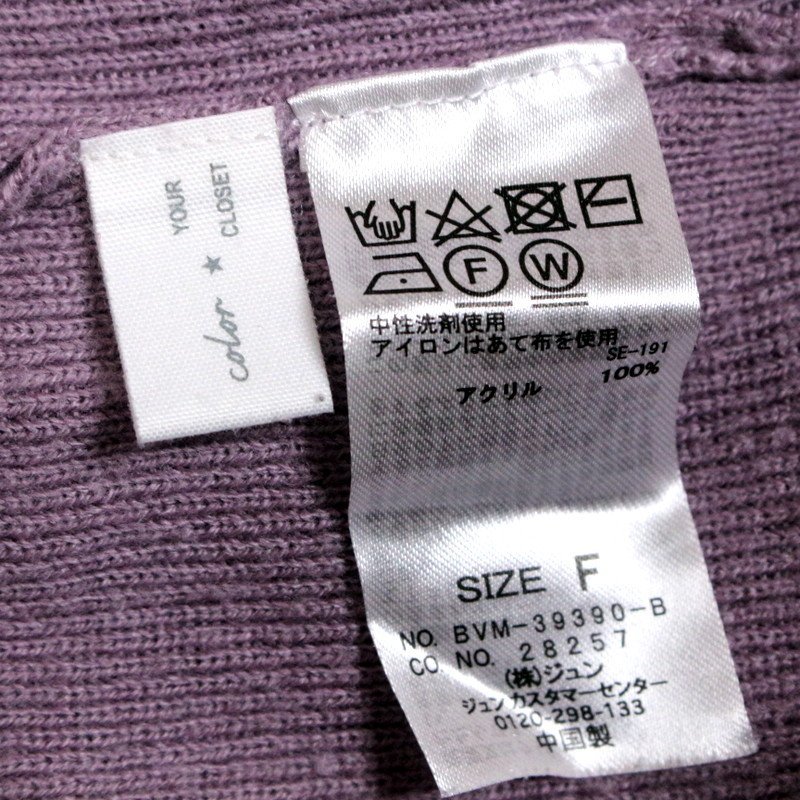 color ★ YOUR
CLOSET
F W
中性洗剤使用
アイロンはあて布を使用
SE-191
アクリル 100%
SIZE F
NO. BVM-39390-B
CO. NO. 28257
(株)ジュン
ジュン カスタマーセンター
0120-298-133
中国製